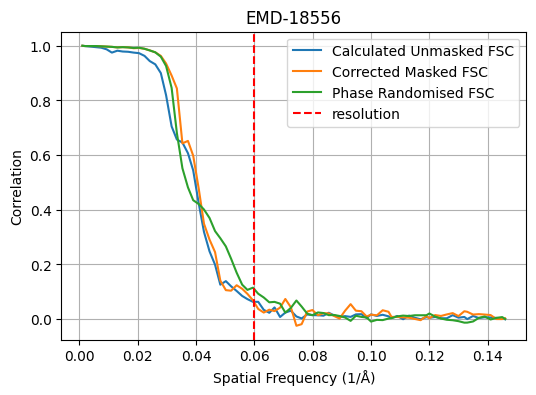 EMD-18556
Calculated Unmasked FSC
Corrected Masked FSC
Phase Randomised FSC
resolution
Correlation
1.0
0.8
0.6
0.4
0.2
0.0
0.00 0.02 0.04 0.06 0.08 0.10 0.12 0.14
Spatial Frequency (1/Å)